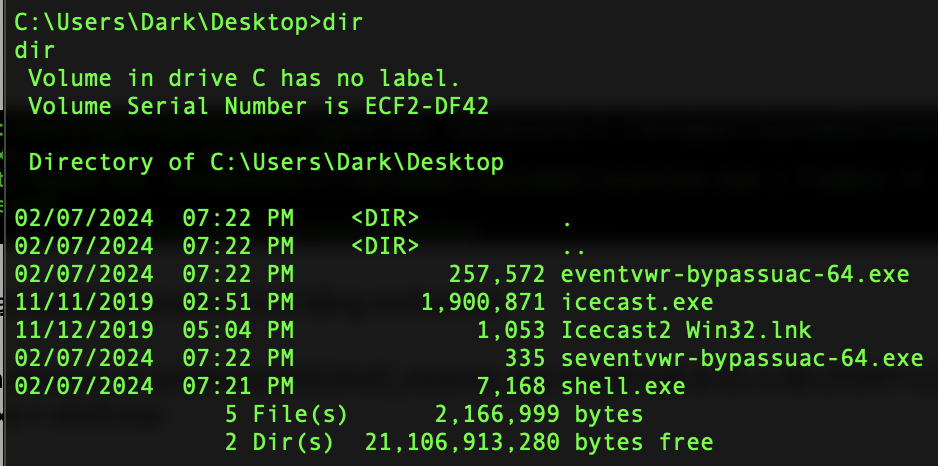 C:\Users\Dark\Desktop>dir
dir
 Volume in drive C has no label.
 Volume Serial Number is ECF2-DF42

 Directory of C:\Users\Dark\Desktop

02/07/2024  07:22 PM    <DIR>          .
02/07/2024  07:22 PM    <DIR>          ..
02/07/2024  07:22 PM           257,572 eventvwr-bypassuac-64.exe
11/11/2019  02:51 PM         1,900,871 icecast.exe
11/12/2019  05:04 PM             1,053 Icecast2 Win32.lnk
02/07/2024  07:22 PM               335 seventvwr-bypassuac-64.exe
02/07/2024  07:21 PM             7,168 shell.exe
               5 File(s)      2,166,999 bytes
               2 Dir(s)  21,106,913,280 bytes free